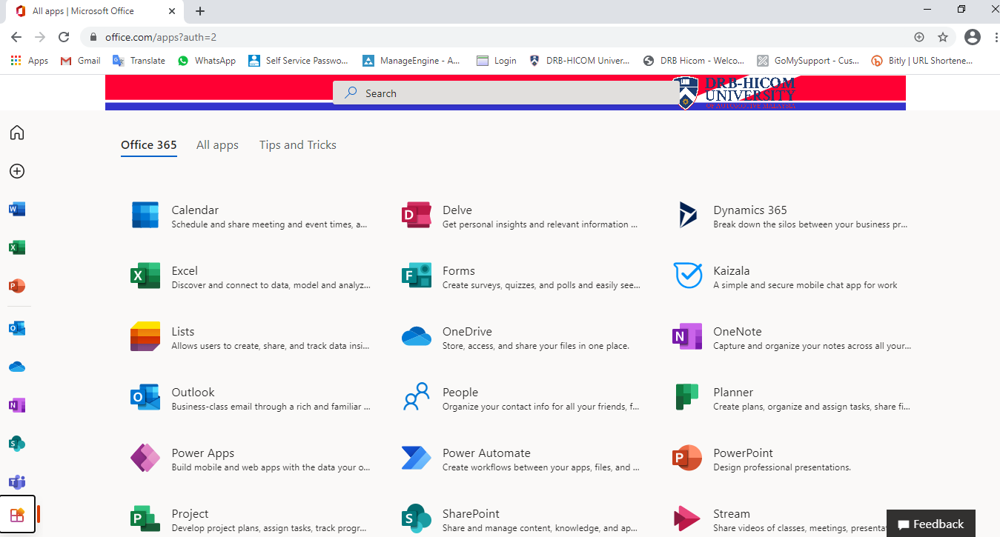 All apps | Microsoft Office
office.com/apps?auth=2
Apps Gmail Translate WhatsApp Self Service Passwo... ManageEngine - A... Login DRB-HICOM Univer... DRB Hicom - Welco... GoMySupport - Cus... Bitly | URL Shortene...
Search
DRB-HICOM
UNIVERSITY
OF AUTOMOTIVE MALAYSIA
Office 365 All apps Tips and Tricks
Calendar
Schedule and share meeting and event times, a...
Delve
Get personal insights and relevant information ...
Dynamics 365
Break down the silos between your business pr...
Excel
Discover and connect to data, model and analyz...
Forms
Create surveys, quizzes, and polls and easily see...
Kaizala
A simple and secure mobile chat app for work
Lists
Allows users to create, share, and track data insi...
OneDrive
Store, access, and share your files in one place.
OneNote
Capture and organize your notes across all your...
Outlook
Business-class email through a rich and familiar ...
People
Organize your contact info for all your friends, f...
Planner
Create plans, organize and assign tasks, share fi...
Power Apps
Build mobile and web apps with the data your o...
Power Automate
Create workflows between your apps, files, and ...
PowerPoint
Design professional presentations.
Project
Develop project plans, assign tasks, track progr...
SharePoint
Share and manage content, knowledge, and ap...
Stream
Share videos of classes, meetings, presenta
Feedback